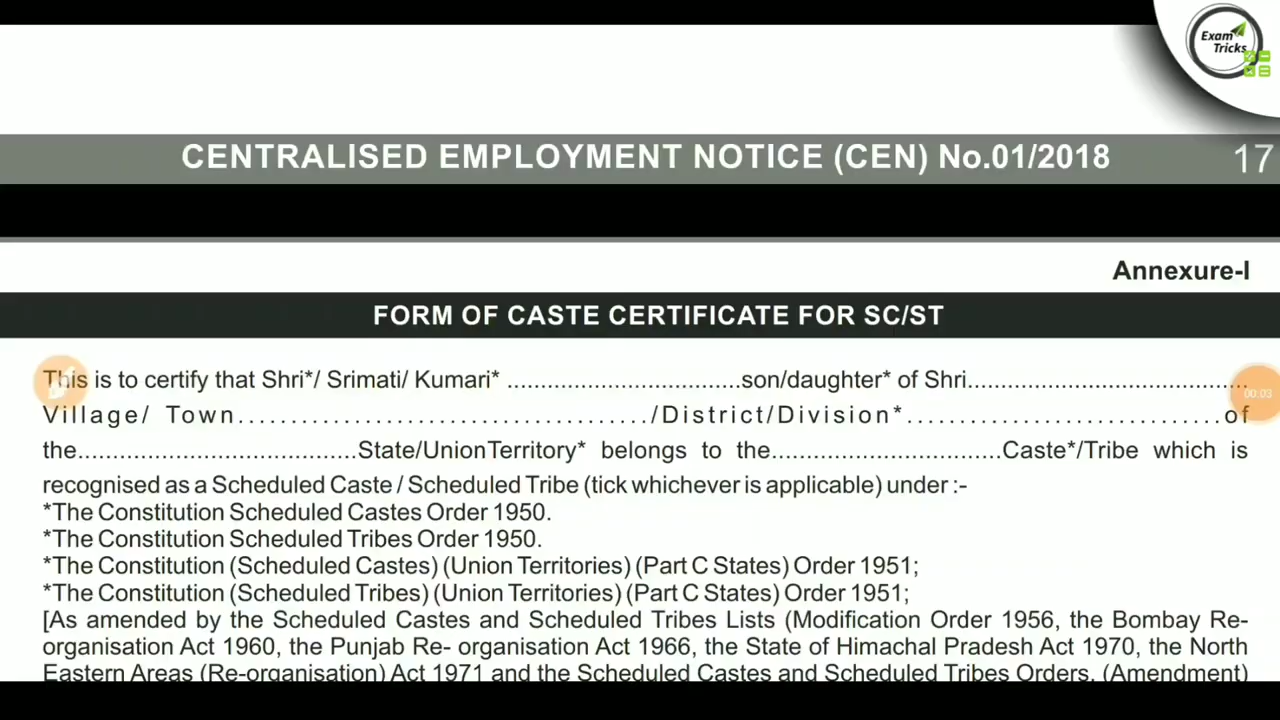 Exam
Tricks
CENTRALISED EMPLOYMENT NOTICE (CEN) No.01/2018 17
Annexure-I
FORM OF CASTE CERTIFICATE FOR SC/ST
This is to certify that Shri*/ Srimati/ Kumari* ...................................son/daughter* of Shri..........................................
Village/ Town....................................../District/Division*.............................of
the..........................................State/UnionTerritory* belongs to the...................................Caste*/Tribe which is
recognised as a Scheduled Caste / Scheduled Tribe (tick whichever is applicable) under :-
00:03
*The Constitution Scheduled Castes Order 1950.
*The Constitution Scheduled Tribes Order 1950.
*The Constitution (Scheduled Castes) (Union Territories) (Part C States) Order 1951;
*The Constitution (Scheduled Tribes) (Union Territories) (Part C States) Order 1951;
[As amended by the Scheduled Castes and Scheduled Tribes Lists (Modification Order 1956, the Bombay Re-
organisation Act 1960, the Punjab Re- organisation Act 1966, the State of Himachal Pradesh Act 1970, the North
Eastern Areas (Re-organisation) Act 1971 and the Scheduled Castes and Scheduled Tribes Orders, (Amendment)